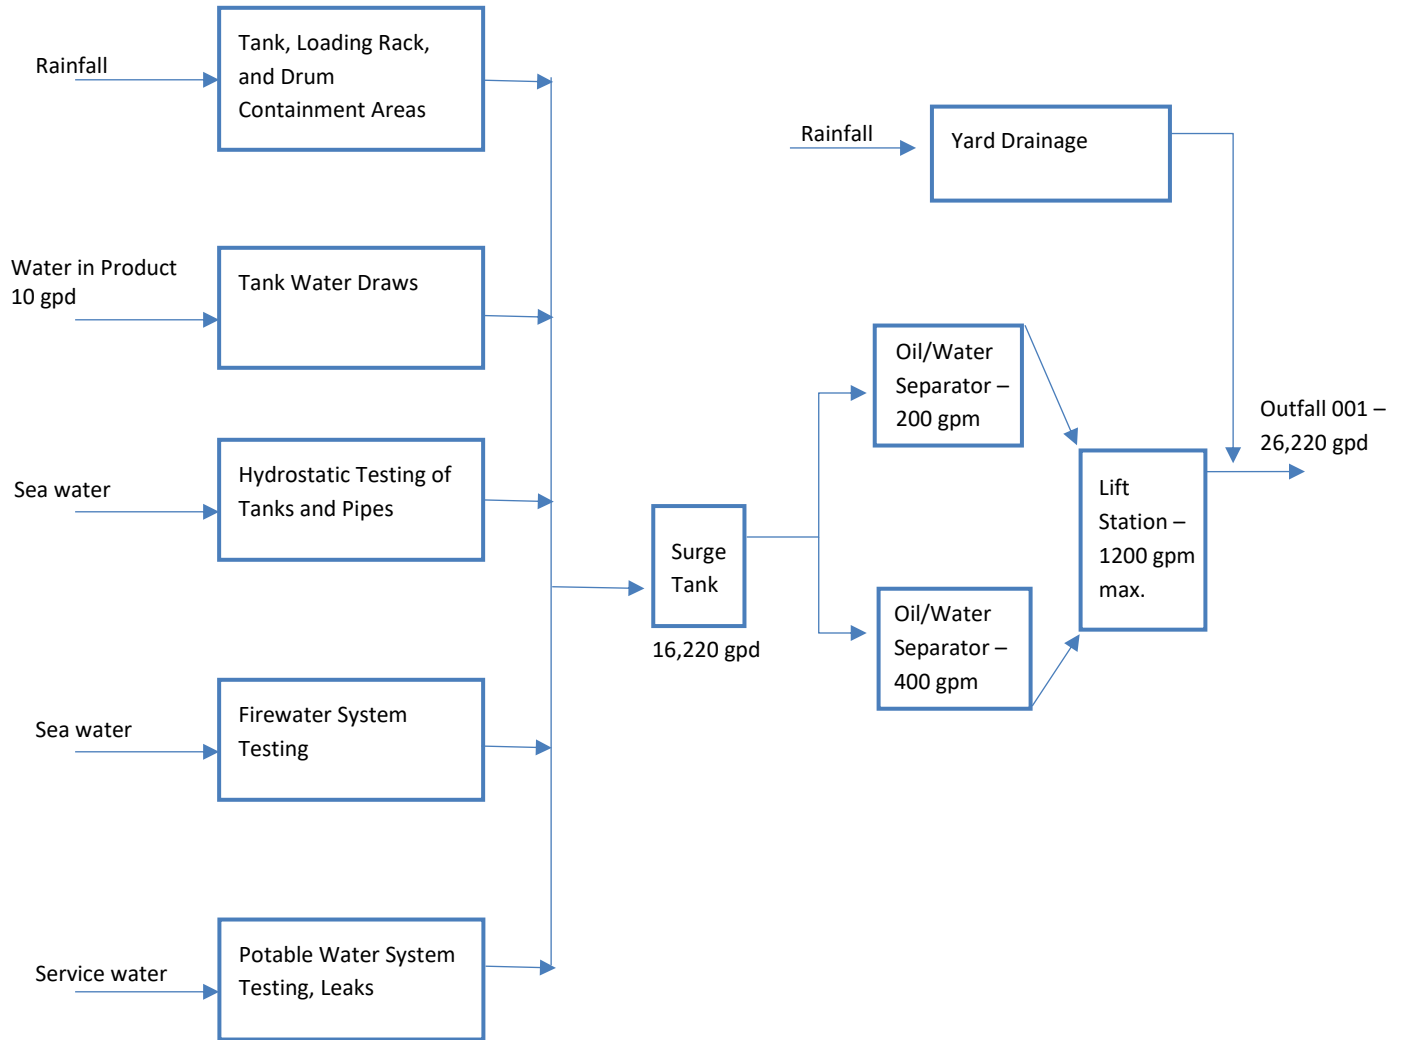 Rainfall
Tank, Loading Rack,
and Drum
Containment Areas
Rainfall
Yard Drainage
Water in Product
10 gpd
Tank Water Draws
Oil/Water
Separator –
200 gpm
Outfall 001 –
26,220 gpd
Sea water
Hydrostatic Testing of
Tanks and Pipes
Lift
Station –
1200 gpm
max.
Surge
Tank
16,220 gpd
Oil/Water
Separator –
400 gpm
Sea water
Firewater System
Testing
Service water
Potable Water System
Testing, Leaks